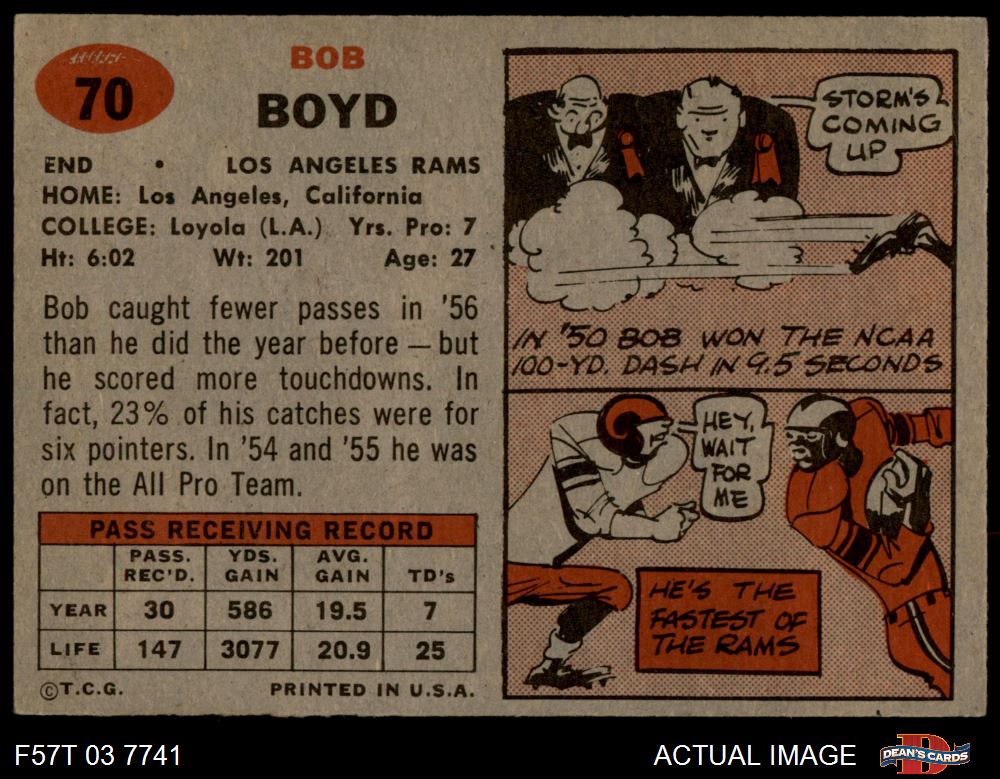 70
BOB
BOYD
END • LOS ANGELES RAMS
HOME: Los Angeles, California
COLLEGE: Loyola (L.A.) Yrs. Pro: 7
Ht: 6:02 Wt: 201 Age: 27
Bob caught fewer passes in '56
than he did the year before — but
he scored more touchdowns. In
fact, 23% of his catches were for
six pointers. In '54 and '55 he was
on the All Pro Team.
PASS RECEIVING RECORD
PASS. REC'D. YDS. GAIN AVG. GAIN TD's
YEAR 30 586 19.5 7
LIFE 147 3077 20.9 25
©T.C.G. PRINTED IN U.S.A.
STORM'S
COMING
UP
IN '50 BOB WON THE NCAA
100-YD. DASH IN 9.5 SECONDS
HEY,
WAIT
FOR
ME
HE'S THE
FASTEST OF
THE RAMS
F57T 03 7741
ACTUAL IMAGE
DEAN'S CARDS